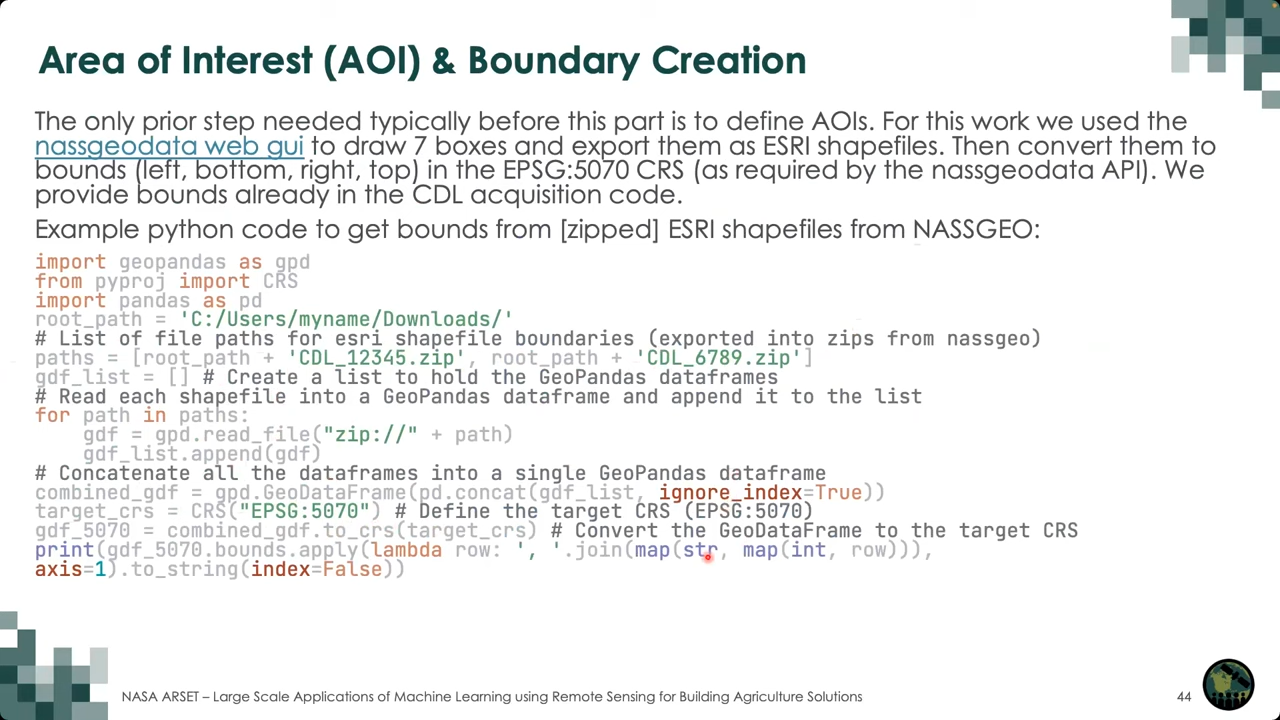 Area of Interest (AOI) & Boundary Creation
The only prior step needed typically before this part is to define AOIs. For this work we used the
nassgeodata web gui to draw 7 boxes and export them as ESRI shapefiles. Then convert them to
bounds (left, bottom, right, top) in the EPSG:5070 CRS (as required by the nassgeodata API). We
provide bounds already in the CDL acquisition code.
Example python code to get bounds from [zipped] ESRI shapefiles from NASSGEO:
import geopandas as gpd
from pyproj import CRS
import pandas as pd
root_path = 'C:/Users/myname/Downloads/'
# List of file paths for esri shapefile boundaries (exported into zips from nassgeo)
paths = [root_path + 'CDL_12345.zip', root_path + 'CDL_6789.zip']
gdf_list = [] # Create a list to hold the GeoPandas dataframes
# Read each shapefile into a GeoPandas dataframe and append it to the list
for path in paths:
    gdf = gpd.read_file("zip://" + path)
    gdf_list.append(gdf)
# Concatenate all the dataframes into a single GeoPandas dataframe
combined_gdf = gpd.GeoDataFrame(pd.concat(gdf_list, ignore_index=True))
target_crs = CRS("EPSG:5070") # Define the target CRS (EPSG:5070)
gdf_5070 = combined_gdf.to_crs(target_crs) # Convert the GeoDataFrame to the target CRS
print(gdf_5070.bounds.apply(lambda row: ', '.join(map(str, map(int, row))),
axis=1).to_string(index=False))
NASA ARSET – Large Scale Applications of Machine Learning using Remote Sensing for Building Agriculture Solutions
44